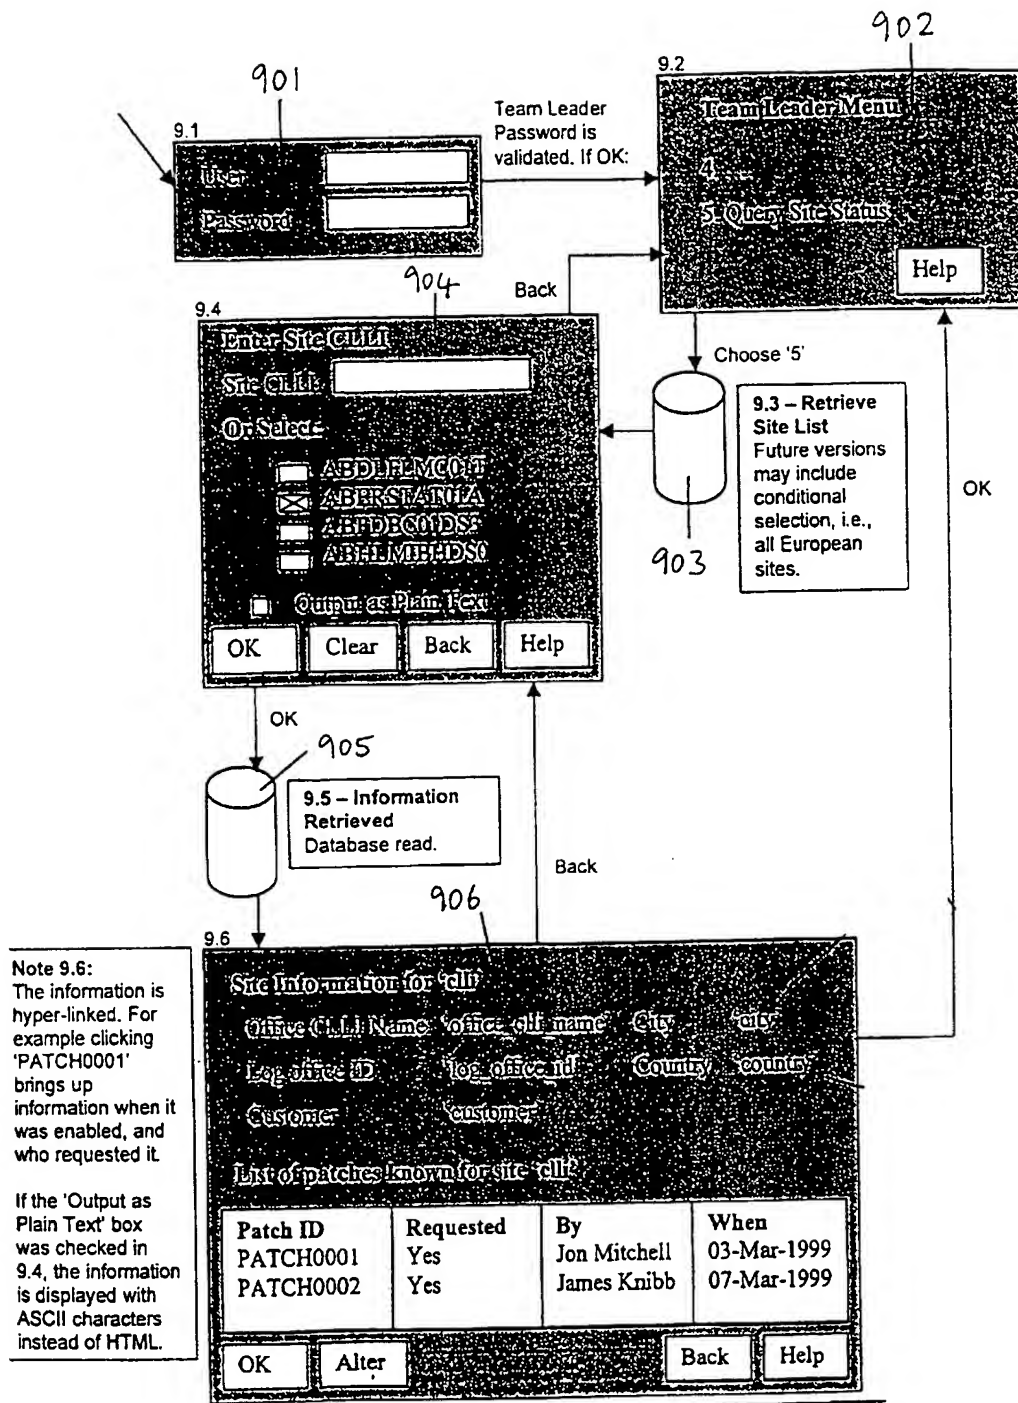 902
901
9.2
Team Leader Menu
4. ...
5. Query Site Status
Help
Team Leader
Password is
validated. If OK:
9.1
User
Password
904
Back
9.4
Enter Site CLLI
Site CLLI:
Or Select:
ABPRSTAT01A
Output as Plain Text
OK
Clear
Back
Help
Choose '5'
9.3 – Retrieve
Site List
Future versions
may include
conditional
selection, i.e.,
all European
sites.
903
OK
OK
905
9.5 – Information
Retrieved
Database read.
Back
906
9.6
Note 9.6:
The information is
hyper-linked. For
example clicking
'PATCH0001'
brings up
information when it
was enabled, and
who requested it.
If the 'Output as
Plain Text' box
was checked in
9.4, the information
is displayed with
ASCII characters
instead of HTML.
Site Information for 'clli'
Office CLLI Name 'office_clli_name' City 'city'
Log office ID 'log_office_id' Country 'country'
Customer 'customer'
List of patches known for site 'clli'
Patch ID Requested By When
PATCH0001 Yes Jon Mitchell 03-Mar-1999
PATCH0002 Yes James Knibb 07-Mar-1999
OK
Alter
Back
Help